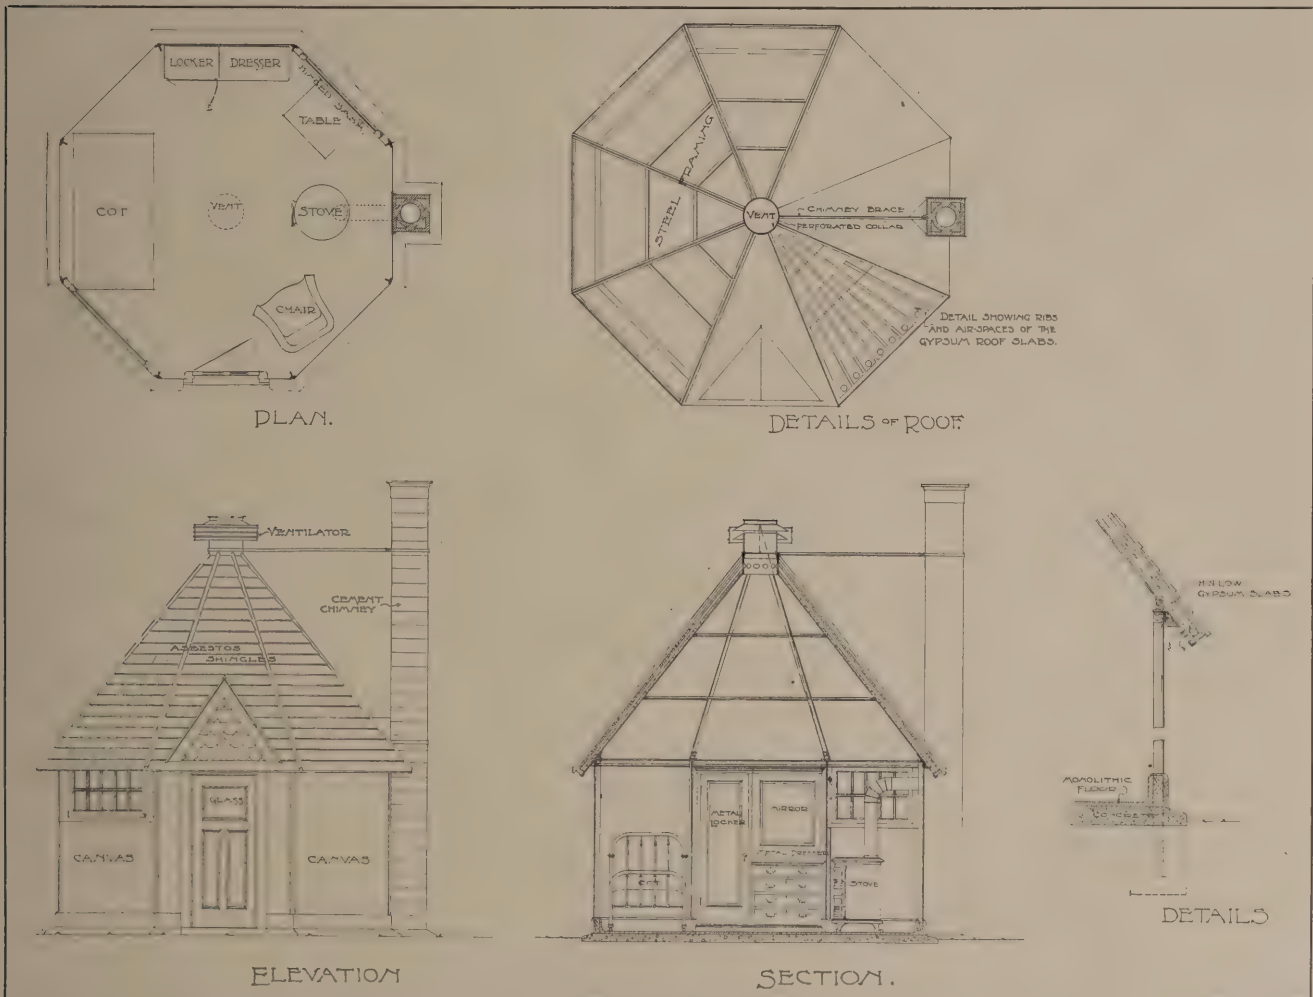 LOCKER
DRESSER
HINGED SASH
TABLE
COT
VENT
STOVE
CHAIR
PLAN.
STEEL FRAMING
VENT
CHIMNEY BRACE
PERFORATED COLLAR
DETAIL SHOWING RIBS
AND AIR-SPACES OF THE
GYPSUM ROOF SLABS.
DETAILS OF ROOF.
VENTILATOR
CEMENT
CHIMNEY
ASBESTOS
SHINGLES
GLASS
CANVAS
CANVAS
ELEVATION
METAL
LOCKER
MIRROR
METAL DRESSER
COT
STOVE
SECTION.
HOLLOW
GYPSUM SLABS
MONOLITHIC
FLOOR
CONCRETE
DETAILS